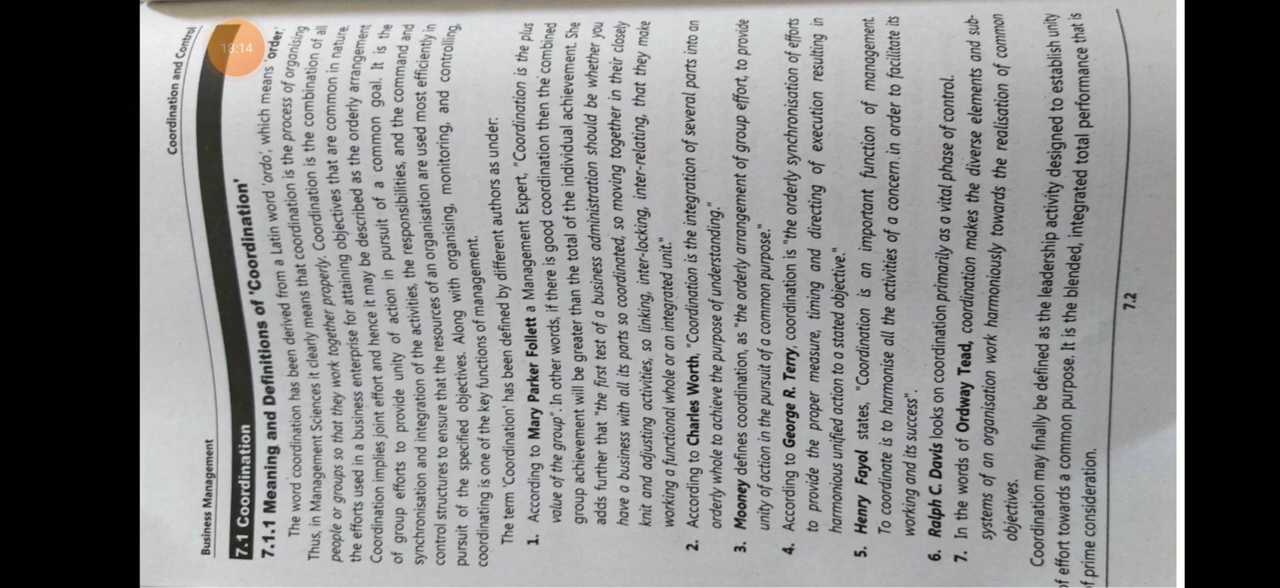 Business Management
Coordination and Control
18:14
7.1 Coordination
7.1.1 Meaning and Definitions of 'Coordination'
The word 'coordination has been derived from a Latin word 'ordo', which means 'order.'
Thus, in Management Sciences it clearly means that coordination is the process of organising
people or groups so that they work together properly. Coordination is the combination of all
the efforts used in a business enterprise for attaining objectives that are common in nature.
Coordination implies joint effort and hence it may be described as the orderly arrangement
of group efforts to provide unity of action in pursuit of a common goal. It is the
synchronisation and integration of the activities, the responsibilities, and the command and
control structures to ensure that the resources of an organisation are used most efficiently in
pursuit of the specified objectives. Along with organising, monitoring, and controlling,
coordinating is one of the key functions of management.
The term 'Coordination' has been defined by different authors as under:
1. According to Mary Parker Follett a Management Expert, "Coordination is the plus
value of the group". In other words, if there is good coordination then the combined
group achievement will be greater than the total of the individual achievement. She
adds further that "the first test of a business administration should be whether you
have a business with all its parts so coordinated, so moving together in their closely
knit and adjusting activities, so linking, inter-locking, inter-relating, that they make
working a functional whole or an integrated unit."
2. According to Charles Worth, "Coordination is the integration of several parts into an
orderly whole to achieve the purpose of understanding."
3. Mooney defines coordination, as "the orderly arrangement of group effort, to provide
unity of action in the pursuit of a common purpose."
4. According to George R. Terry, coordination is "the orderly synchronisation of efforts
to provide the proper measure, timing and directing of execution resulting in
harmonious unified action to a stated objective."
5. Henry Fayol states, "Coordination is an important function of management.
To coordinate is to harmonise all the activities of a concern in order to facilitate its
working and its success".
6. Ralph C. Davis looks on coordination primarily as a vital phase of control.
7. In the words of Ordway Tead, coordination makes the diverse elements and sub-
systems of an organisation work harmoniously towards the realisation of common
objectives.
Coordination may finally be defined as the leadership activity designed to establish unity
of effort towards a common purpose. It is the blended, integrated total performance that is
of prime consideration.
7.2